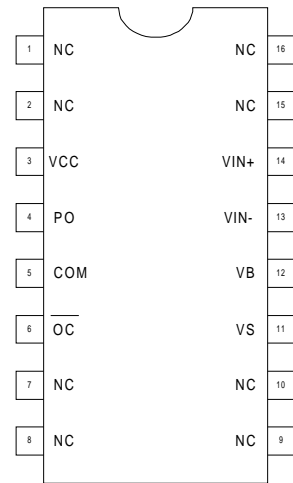 1 NC NC 16
2 NC NC 15
3 VCC VIN+ 14
4 PO VIN- 13
5 COM VB 12
6 OC VS 11
7 NC NC 10
8 NC NC 9